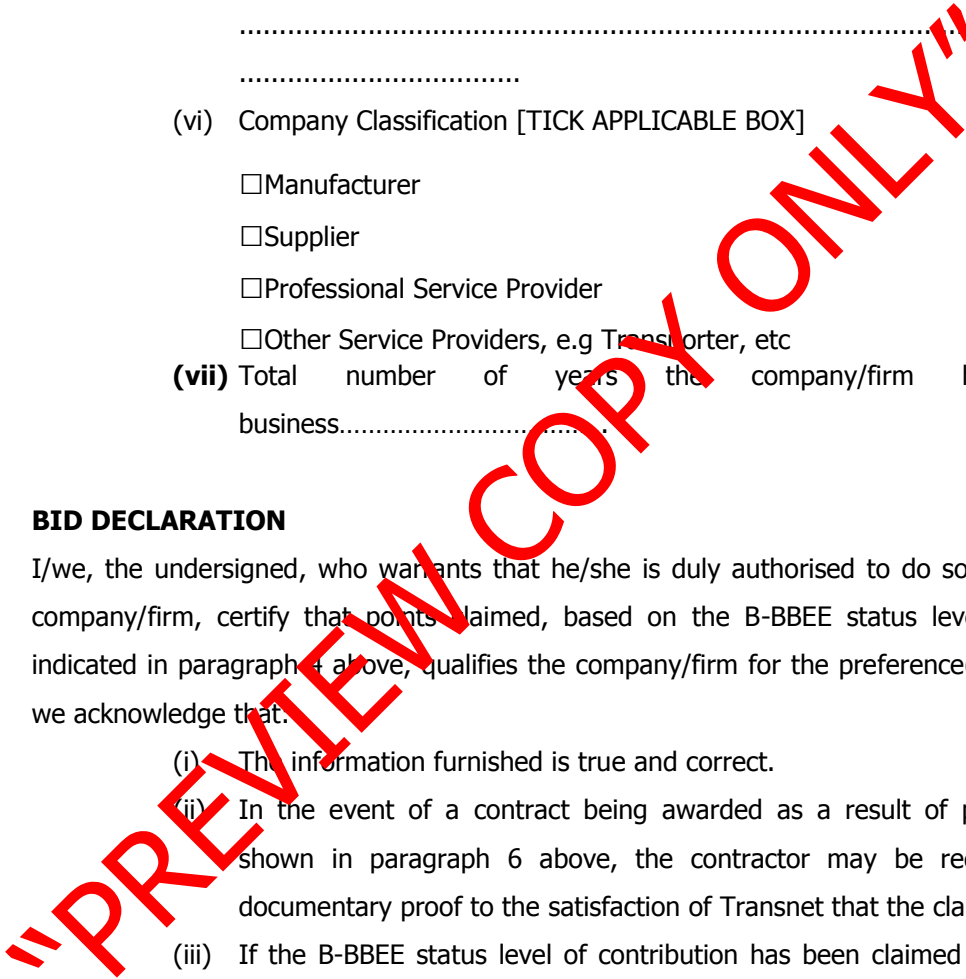 ..........................................................................................
...................................
(vi) Company Classification [TICK APPLICABLE BOX]
☐Manufacturer
☐Supplier
☐Professional Service Provider
☐Other Service Providers, e.g Transporter, etc
(vii) Total number of years the company/firm
business……………………………….
BID DECLARATION
I/we, the undersigned, who warrants that he/she is duly authorised to do so
company/firm, certify that points claimed, based on the B-BBEE status
indicated in paragraph 4 above, qualifies the company/firm for the
we acknowledge that:
(i) The information furnished is true and correct.
(ii) In the event of a contract being awarded as a result of
shown in paragraph 6 above, the contractor may be
documentary proof to the satisfaction of Transnet that the
(iii) If the B-BBEE status level of contribution has been claimed
"PREVIEW COPY ONLY"